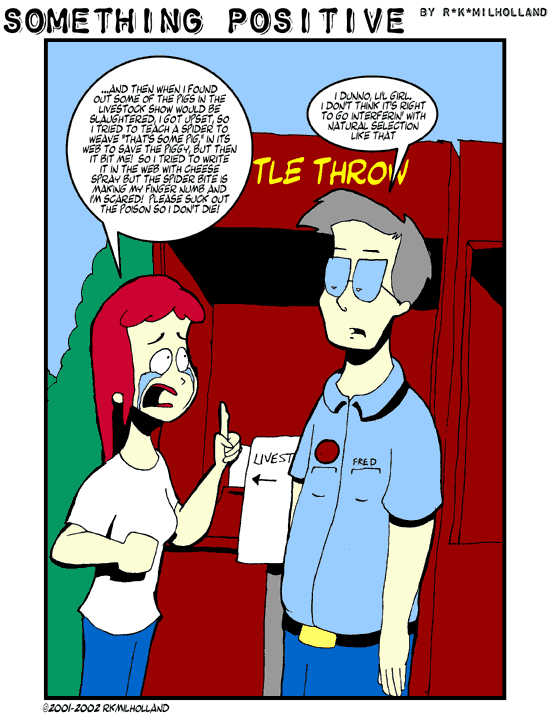 SOMETHING POSITIVE BY R*K*MILHOLLAND
...AND THEN WHEN I FOUND
OUT SOME OF THE PIGS IN THE
LIVESTOCK SHOW WOULD BE
SLAUGHTERED, I GOT UPSET, SO
I TRIED TO TEACH A SPIDER TO
WEAVE "THAT'S SOME PIG," IN ITS
WEB TO SAVE THE PIGGY, BUT THEN
IT BIT ME! SO I TRIED TO WRITE
IT IN THE WEB WITH CHEESE
SPRAY BUT THE SPIDER BITE IS
MAKING MY FINGER NUMB AND
I'M SCARED! PLEASE SUCK OUT
THE POISON SO I DON'T DIE!
I DUNNO, LI'L GIRL.
I DON'T THINK IT'S RIGHT
TO GO INTERFERIN' WITH
NATURAL SELECTION
LIKE THAT
TLE THROW
LIVEST
←
FRED
©2001-2002 RKMILHOLLAND